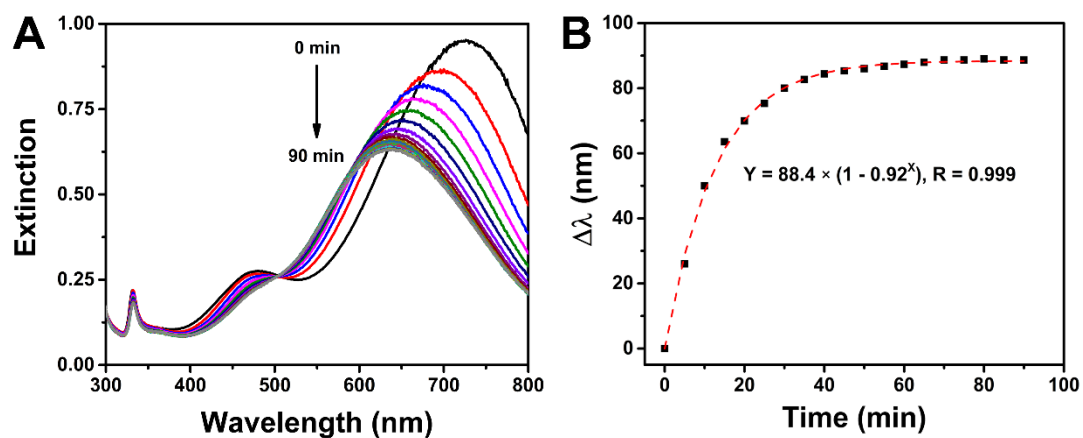 A
1.00
0.75
0.50
0.25
0.00
Extinction
0 min
90 min
300 400 500 600 700 800
Wavelength (nm)
B
100
80
60
40
20
0
Δλ (nm)
Y = 88.4 × (1 - 0.92^x), R = 0.999
0 20 40 60 80 100
Time (min)